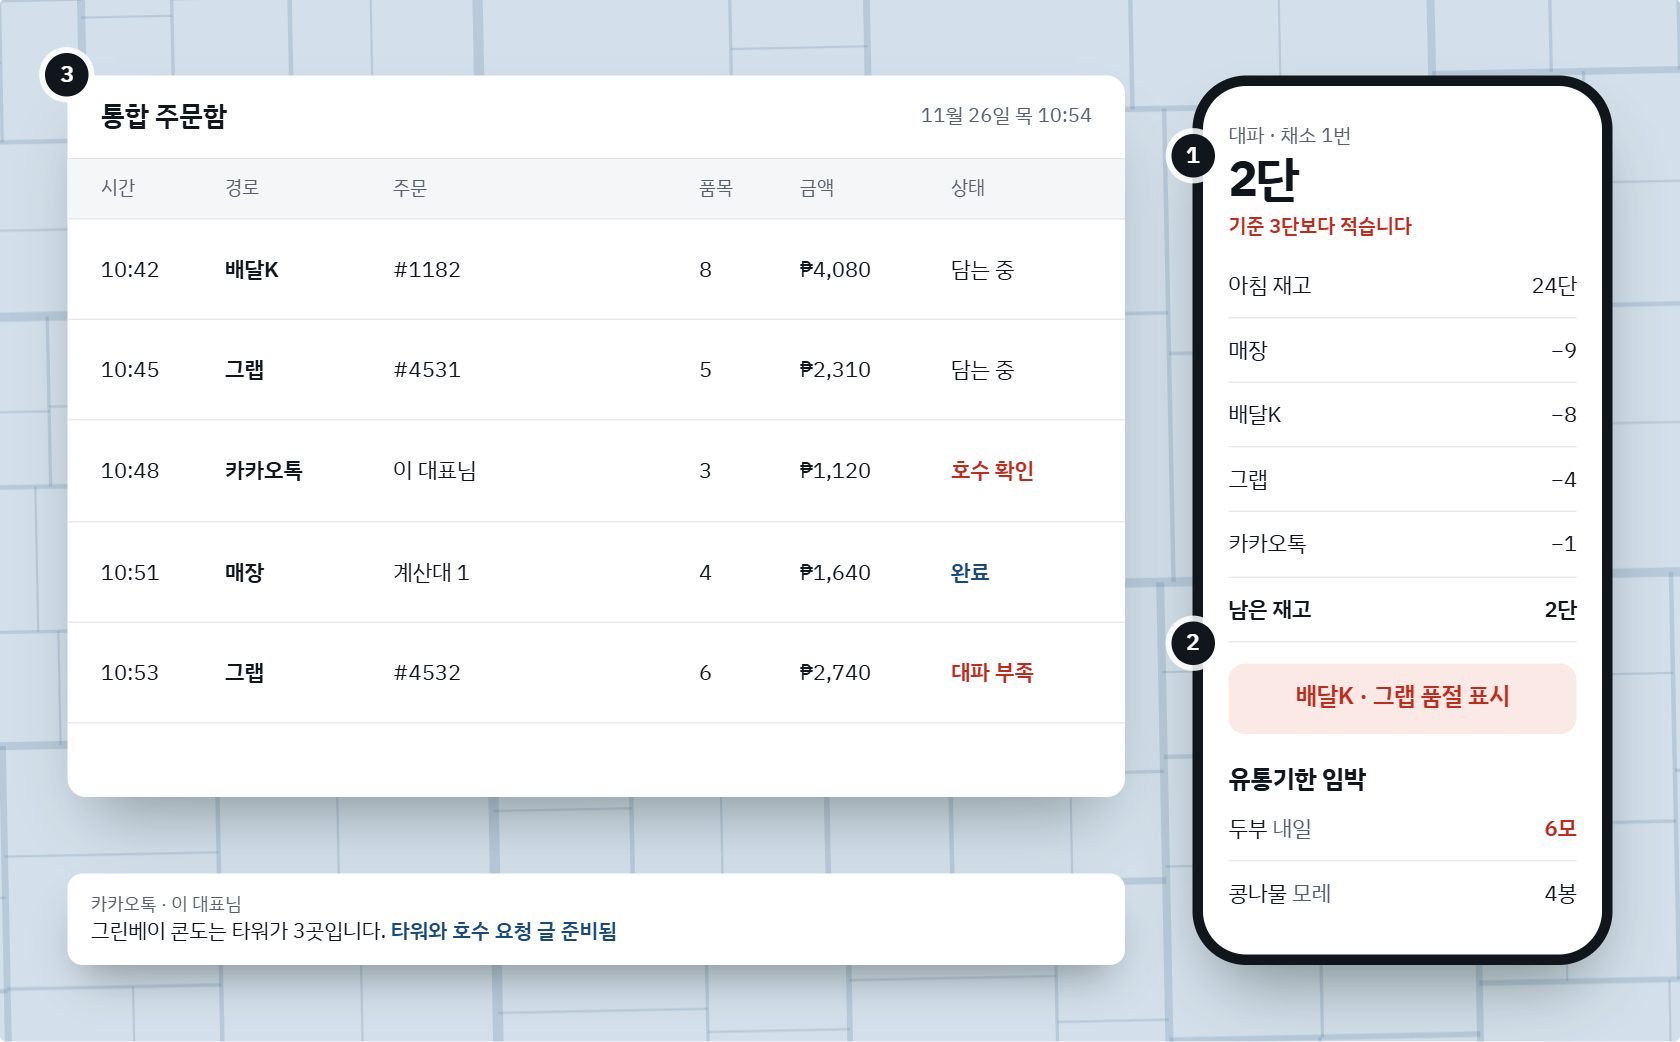 3
통합 주문함 11월 26일 목 10:54
시간 경로 주문 품목 금액 상태
10:42 배달K #1182 8 ₱4,080 담는 중
10:45 그랩 #4531 5 ₱2,310 담는 중
10:48 카카오톡 이 대표님 3 ₱1,120 호수 확인
10:51 매장 계산대 1 4 ₱1,640 완료
10:53 그랩 #4532 6 ₱2,740 대파 부족
카카오톡 · 이 대표님
그린베이 콘도는 타워가 3곳입니다. 타워와 호수 요청 글 준비됨
1
대파 · 채소 1번
2단
기준 3단보다 적습니다
아침 재고 24단
매장 −9
배달K −8
그랩 −4
카카오톡 −1
남은 재고 2단
2
배달K · 그랩 품절 표시
유통기한 임박
두부 내일 6모
콩나물 모레 4봉